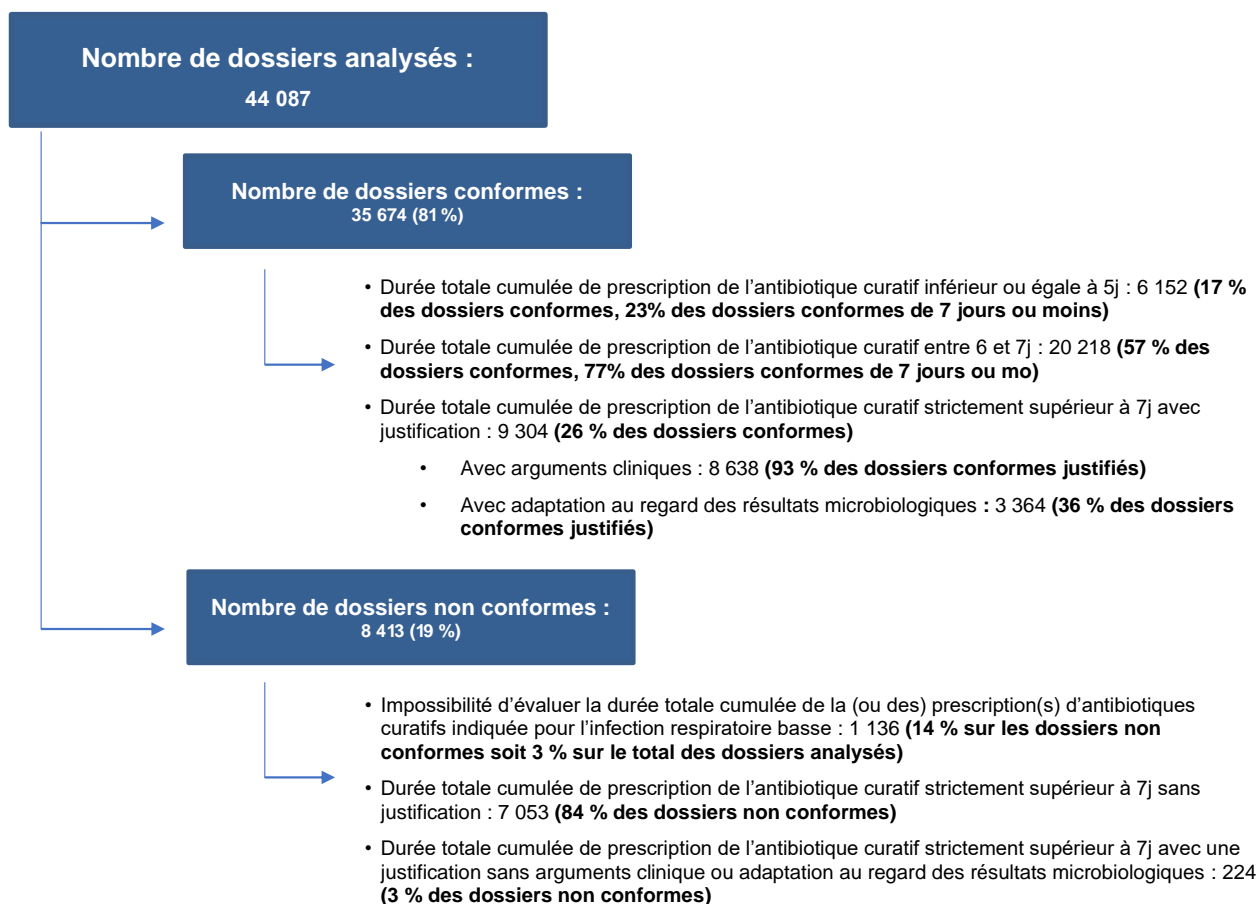 Nombre de dossiers analysés :
44 087
Nombre de dossiers conformes :
35 674 (81 %)
• Durée totale cumulée de prescription de l’antibiotique curatif inférieur ou égale à 5j : 6 152 (17 %
des dossiers conformes, 23% des dossiers conformes de 7 jours ou moins)
• Durée totale cumulée de prescription de l’antibiotique curatif entre 6 et 7j : 20 218 (57 % des
dossiers conformes, 77% des dossiers conformes de 7 jours ou mo)
• Durée totale cumulée de prescription de l’antibiotique curatif strictement supérieur à 7j avec
justification : 9 304 (26 % des dossiers conformes)
• Avec arguments cliniques : 8 638 (93 % des dossiers conformes justifiés)
• Avec adaptation au regard des résultats microbiologiques : 3 364 (36 % des dossiers
conformes justifiés)
Nombre de dossiers non conformes :
8 413 (19 %)
• Impossibilité d’évaluer la durée totale cumulée de la (ou des) prescription(s) d’antibiotiques
curatifs indiquée pour l’infection respiratoire basse : 1 136 (14 % sur les dossiers non
conformes soit 3 % sur le total des dossiers analysés)
• Durée totale cumulée de prescription de l’antibiotique curatif strictement supérieur à 7j sans
justification : 7 053 (84 % des dossiers non conformes)
• Durée totale cumulée de prescription de l’antibiotique curatif strictement supérieur à 7j avec une
justification sans arguments clinique ou adaptation au regard des résultats microbiologiques : 224
(3 % des dossiers non conformes)